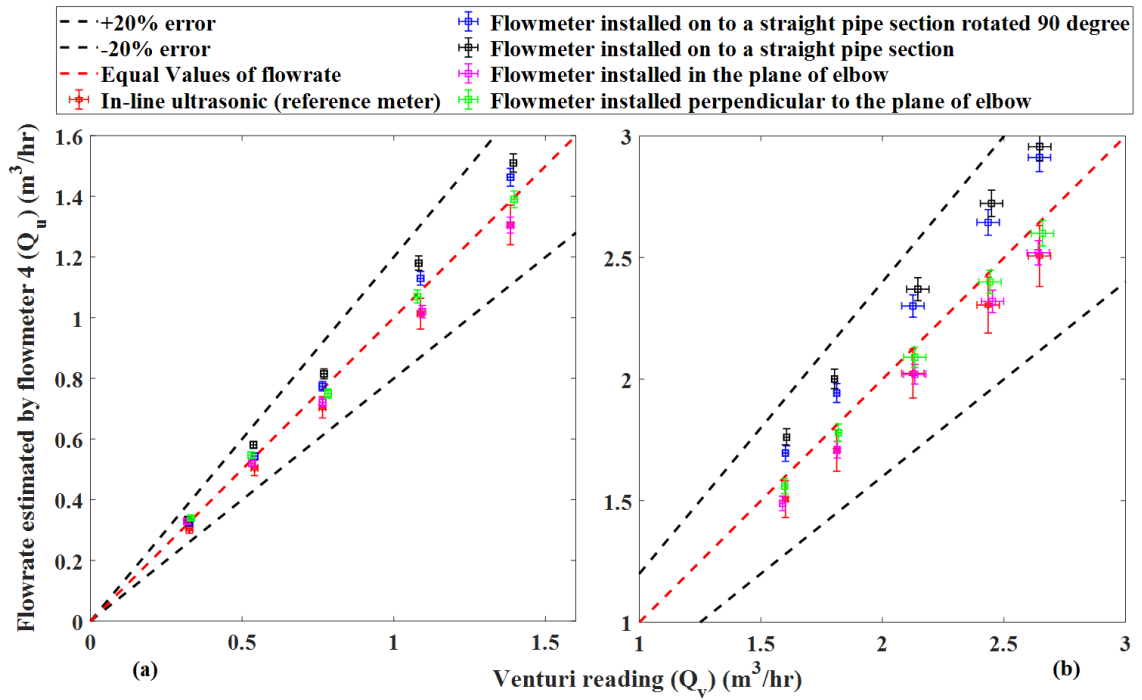 +20% error
-20% error
Equal Values of flowrate
In-line ultrasonic (reference meter)
Flowmeter installed on to a straight pipe section rotated 90 degree
Flowmeter installed on to a straight pipe section
Flowmeter installed in the plane of elbow
Flowmeter installed perpendicular to the plane of elbow
Flowrate estimated by flowmeter 4 (Q_u) (m^3/hr)
1.6
1.4
1.2
1
0.8
0.6
0.4
0.2
0
0 0.5 1 1.5
(a)
3
2.5
2
1.5
1
1 1.5 2 2.5 3
(b)
Venturi reading (Q_v) (m^3/hr)